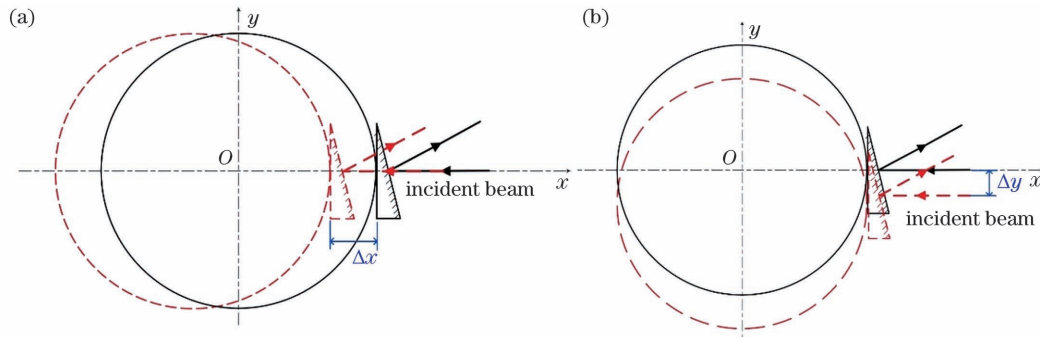 (a)
y
O
x
incident beam
Δx
(b)
y
O
x
Δy
incident beam